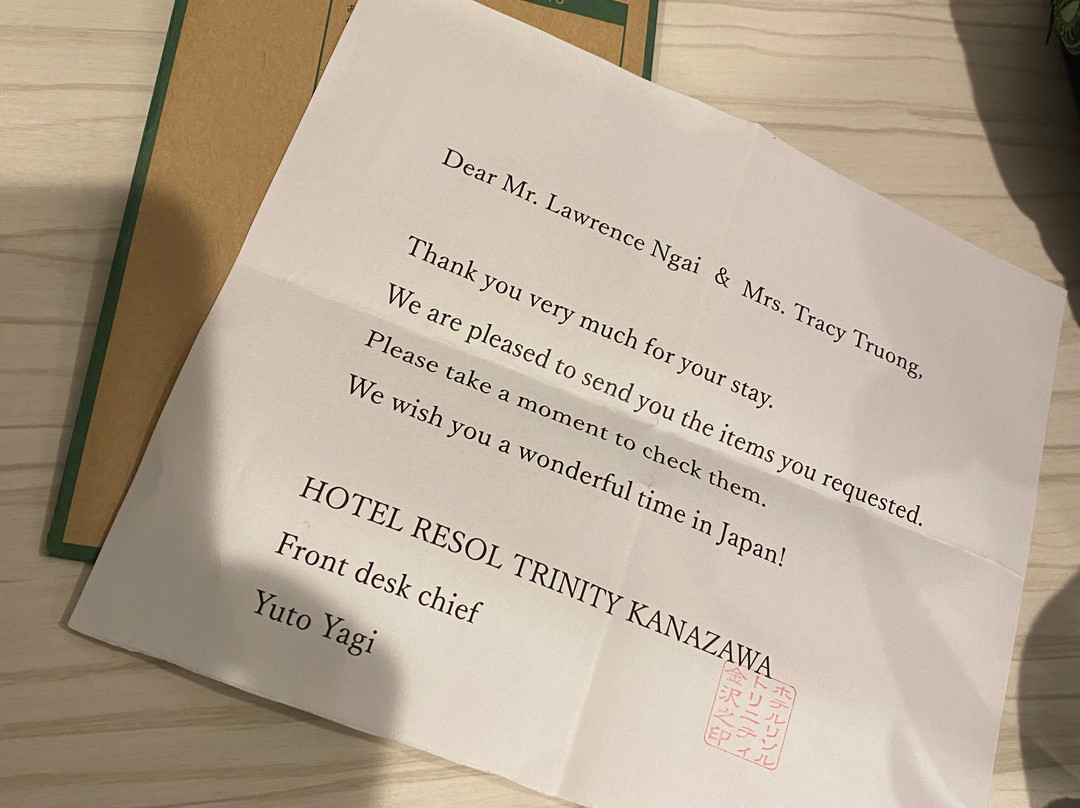 Dear Mr. Lawrence Ngai & Mrs. Tracy Truong,
Thank you very much for your stay.
We are pleased to send you the items you requested.
Please take a moment to check them.
We wish you a wonderful time in Japan!
HOTEL RESOL TRINITY KANAZAWA
Front desk chief
Yuto Yagi
ホテルリソル
トリニティ
金沢之印